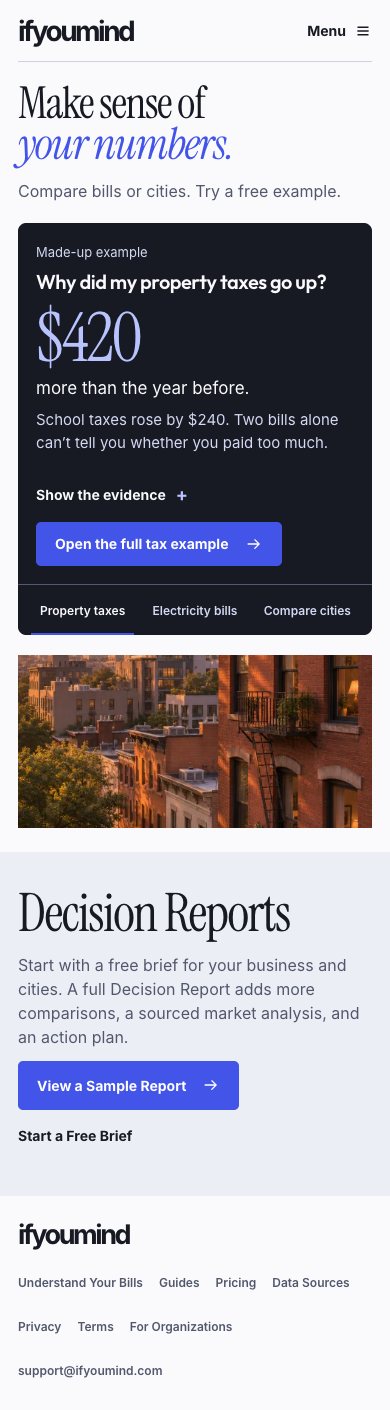 ifyoumind
Menu
Make sense of
your numbers.
Compare bills or cities. Try a free example.
Made-up example
Why did my property taxes go up?
$420
more than the year before.
School taxes rose by $240. Two bills alone
can’t tell you whether you paid too much.
Show the evidence +
Open the full tax example →
Property taxes Electricity bills Compare cities
Decision Reports
Start with a free brief for your business and
cities. A full Decision Report adds more
comparisons, a sourced market analysis, and
an action plan.
View a Sample Report →
Start a Free Brief
ifyoumind
Understand Your Bills Guides Pricing Data Sources
Privacy Terms For Organizations
support@ifyoumind.com